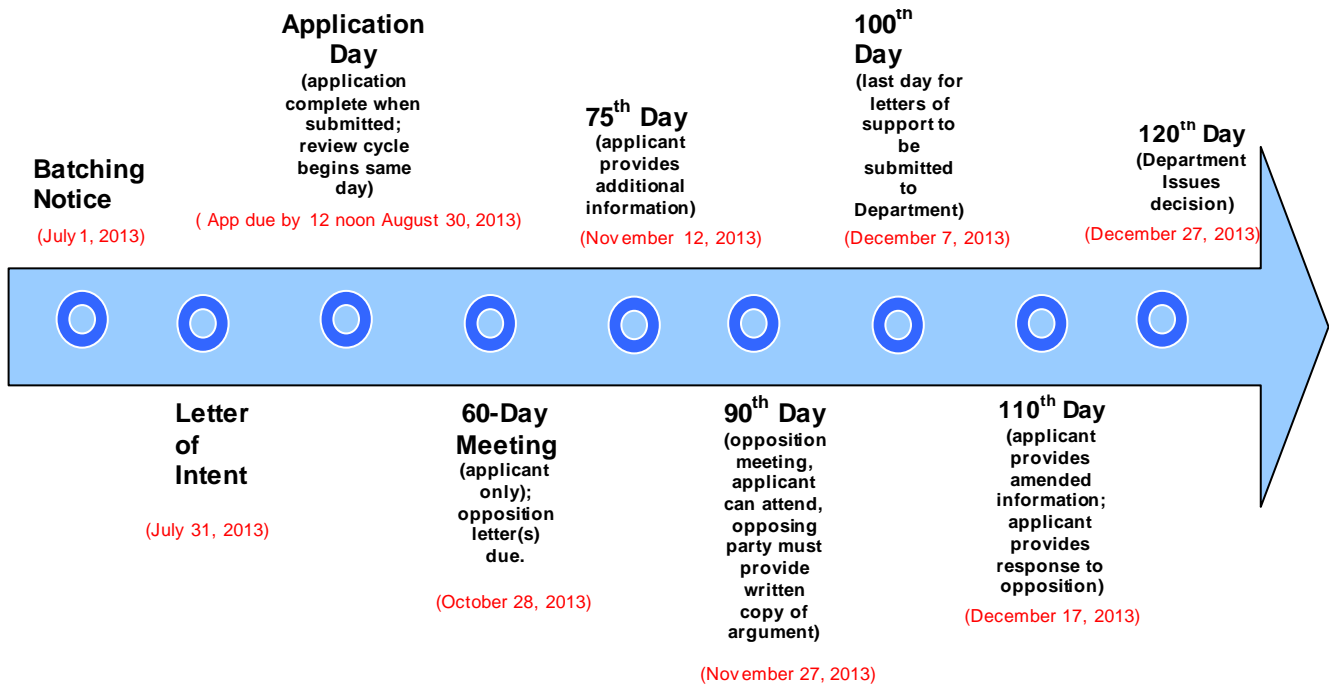 Batching
Notice
(July 1, 2013)
Letter
of
Intent
(July 31, 2013)
Application
Day
(application
complete when
submitted;
review cycle
begins same
day)
( App due by 12 noon August 30, 2013)
60-Day
Meeting
(applicant
only);
opposition
letter(s)
due.
(October 28, 2013)
75th Day
(applicant
provides
additional
information)
(November 12, 2013)
90th Day
(opposition
meeting,
applicant
can attend,
opposing
party must
provide
written
copy of
argument)
(November 27, 2013)
100th
Day
(last day for
letters of
support to
be
submitted
to
Department)
(December 7, 2013)
110th Day
(applicant
provides
amended
information;
applicant
provides
response to
opposition)
(December 17, 2013)
120th Day
(Department
Issues
decision)
(December 27, 2013)